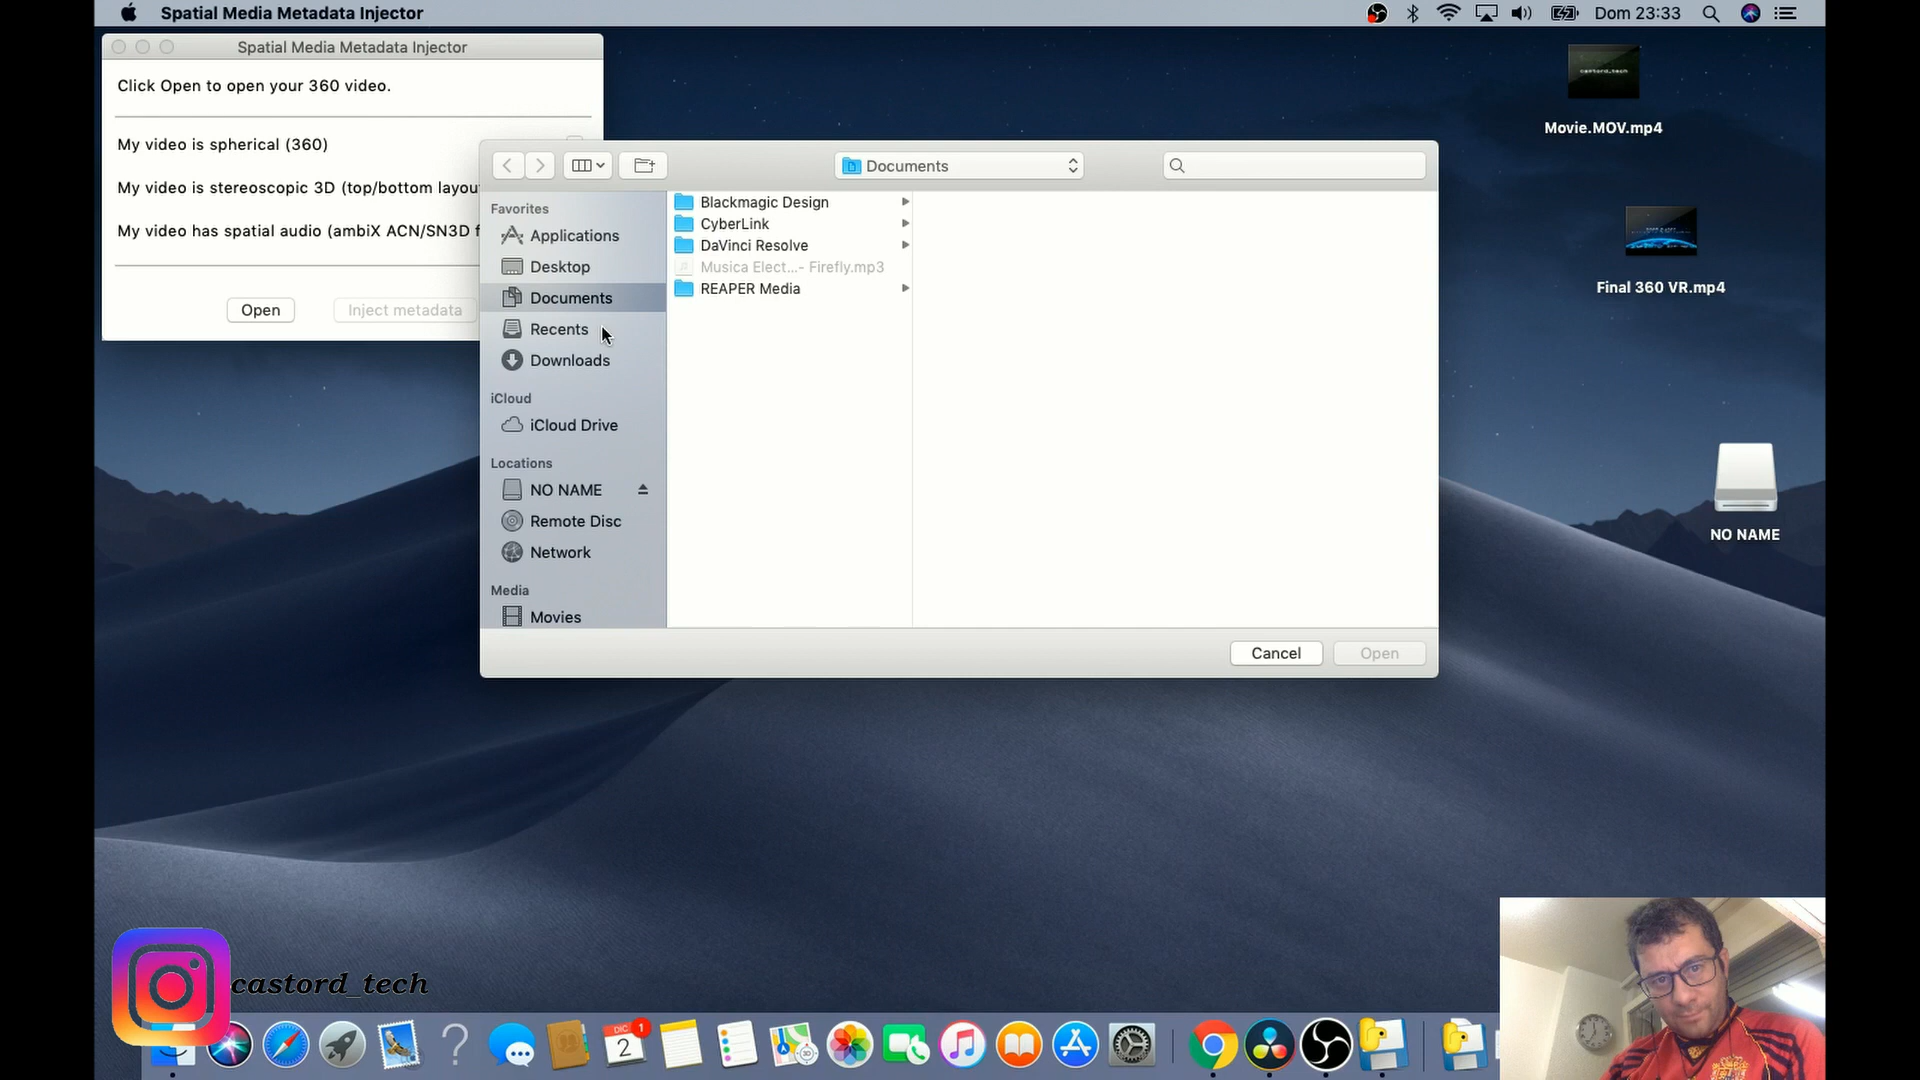 Spatial Media Metadata Injector
Dom 23:33
Spatial Media Metadata Injector
Click Open to open your 360 video.
My video is spherical (360)
My video is stereoscopic 3D (top/bottom layou
My video has spatial audio (ambiX ACN/SN3D f
Open
Inject metadata
Documents
Favorites
Applications
Desktop
Documents
Recents
Downloads
iCloud
iCloud Drive
Locations
NO NAME
Remote Disc
Network
Media
Movies
Blackmagic Design
CyberLink
DaVinci Resolve
Musica Elect...- Firefly.mp3
REAPER Media
Cancel
Open
castord_tech
Movie.MOV.mp4
Final 360 VR.mp4
NO NAME
castord_tech
DIC
2
1